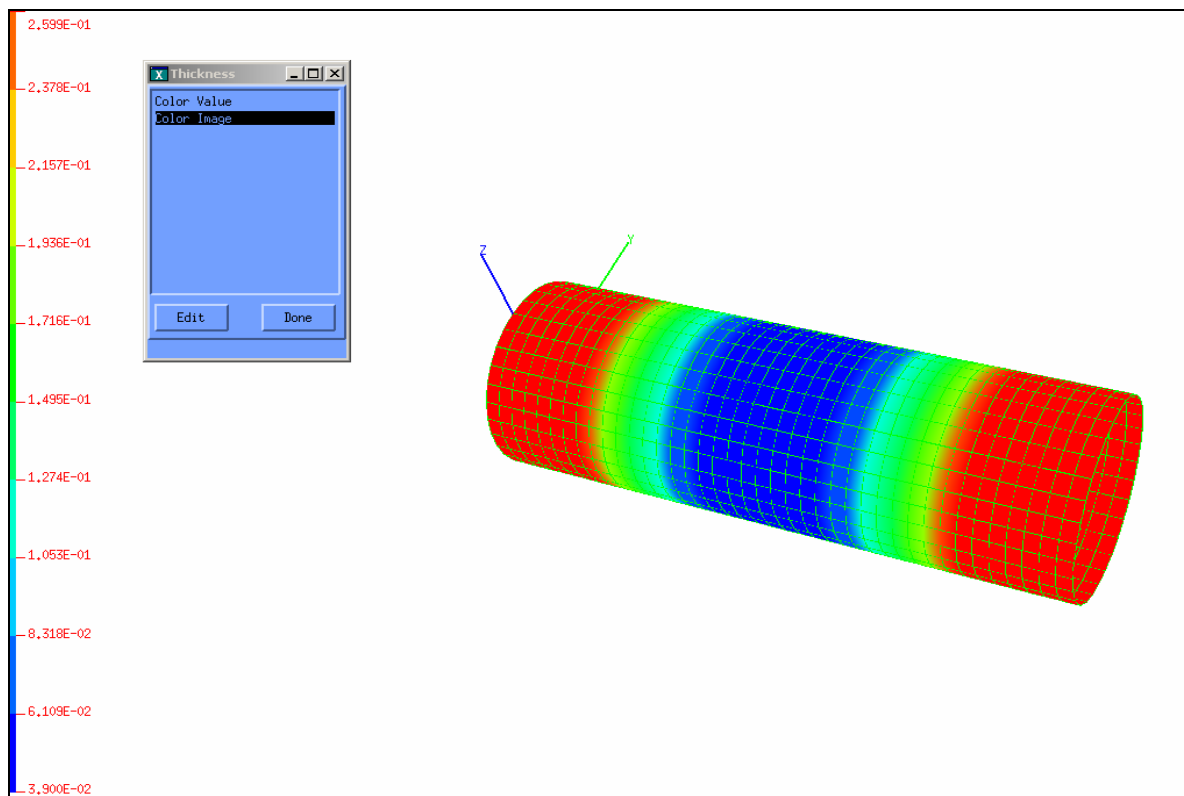 2.599E-01
2.378E-01
2.157E-01
1.936E-01
1.716E-01
1.495E-01
1.274E-01
1.053E-01
8.318E-02
6.109E-02
3.900E-02
X Thickness
Color Value
Color Image
Edit Done
Z
Y